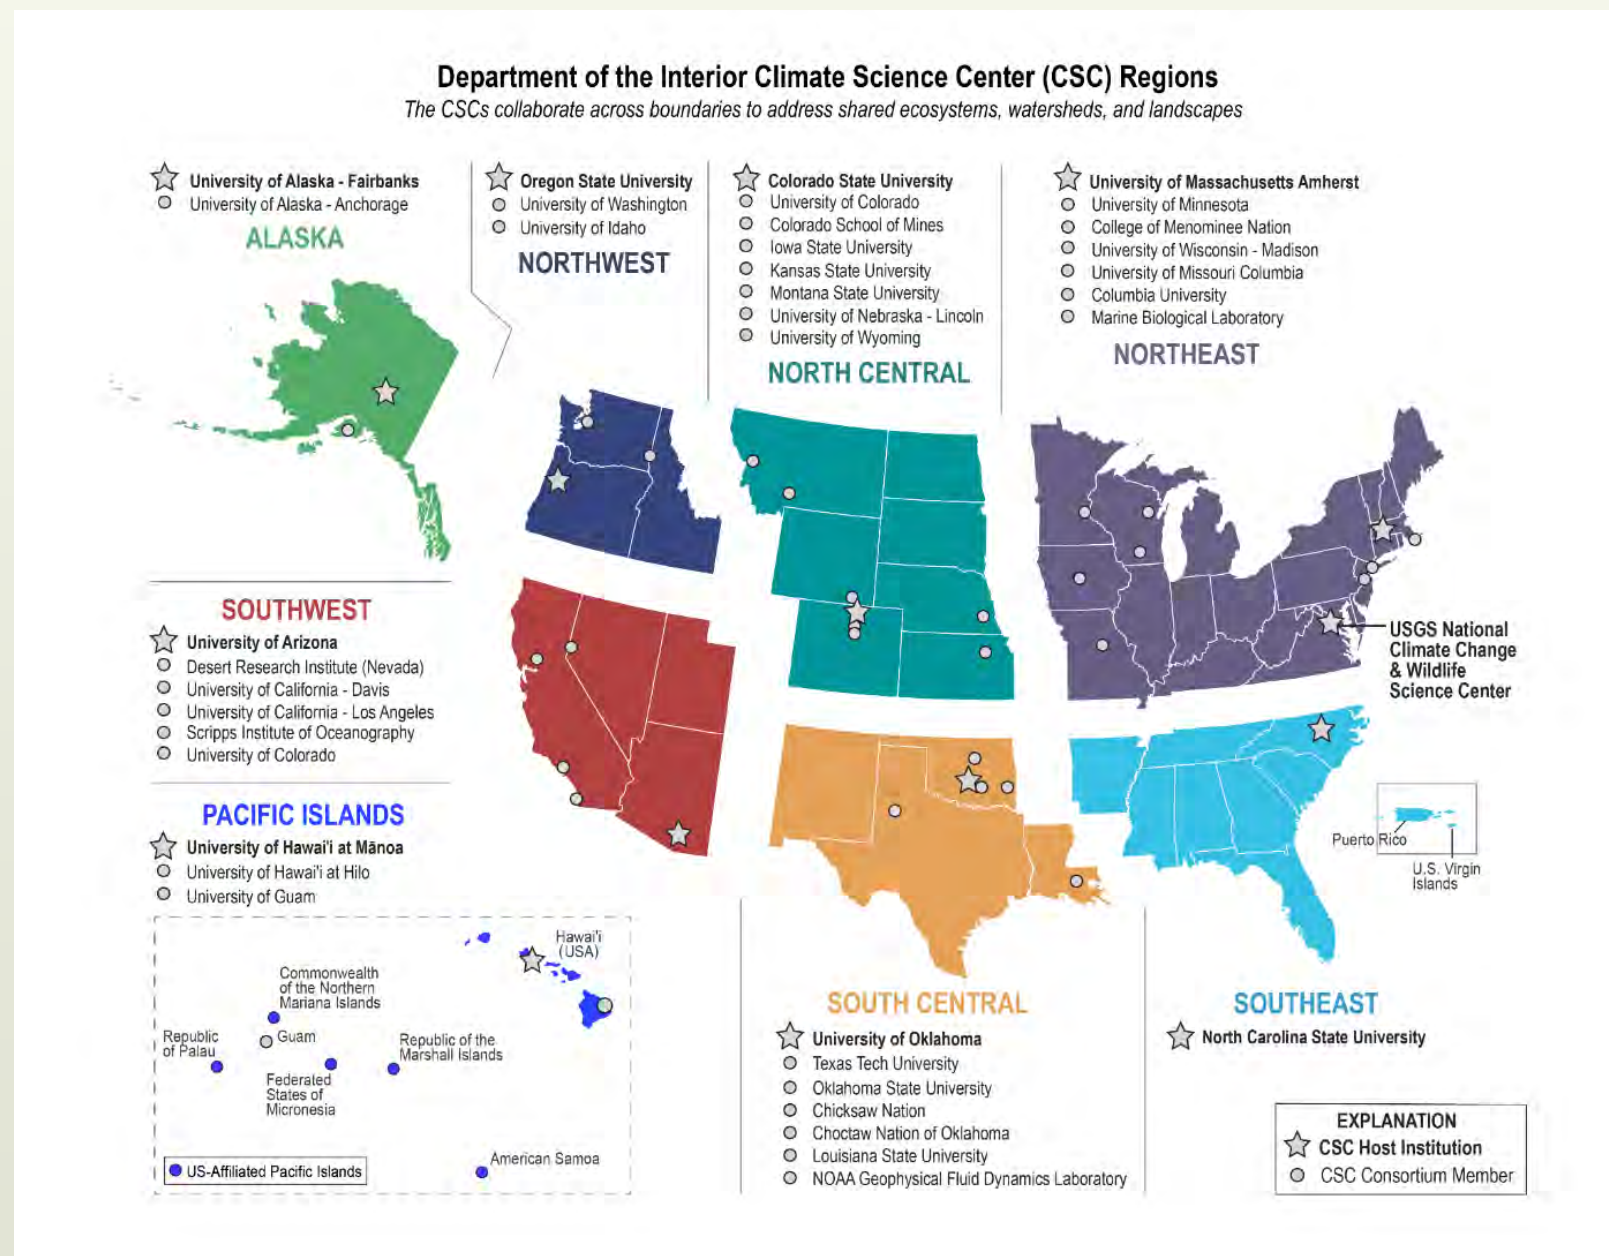 Department of the Interior Climate Science Center (CSC) Regions
The CSCs collaborate across boundaries to address shared ecosystems, watersheds, and landscapes
University of Alaska - Fairbanks
University of Alaska - Anchorage
ALASKA
Oregon State University
University of Washington
University of Idaho
NORTHWEST
Colorado State University
University of Colorado
Colorado School of Mines
Iowa State University
Kansas State University
Montana State University
University of Nebraska - Lincoln
University of Wyoming
NORTH CENTRAL
University of Massachusetts Amherst
University of Minnesota
College of Menominee Nation
University of Wisconsin - Madison
University of Missouri Columbia
Columbia University
Marine Biological Laboratory
NORTHEAST
USGS National
Climate Change
& Wildlife
Science Center
SOUTHWEST
University of Arizona
Desert Research Institute (Nevada)
University of California - Davis
University of California - Los Angeles
Scripps Institute of Oceanography
University of Colorado
PACIFIC ISLANDS
University of Hawai'i at Mānoa
University of Hawai'i at Hilo
University of Guam
Hawai'i
(USA)
Commonwealth
of the Northern
Mariana Islands
Guam
Republic
of Palau
Republic of the
Marshall Islands
Federated
States of
Micronesia
American Samoa
US-Affiliated Pacific Islands
SOUTH CENTRAL
University of Oklahoma
Texas Tech University
Oklahoma State University
Chicksaw Nation
Choctaw Nation of Oklahoma
Louisiana State University
NOAA Geophysical Fluid Dynamics Laboratory
Puerto Rico
U.S. Virgin
Islands
SOUTHEAST
North Carolina State University
EXPLANATION
CSC Host Institution
CSC Consortium Member